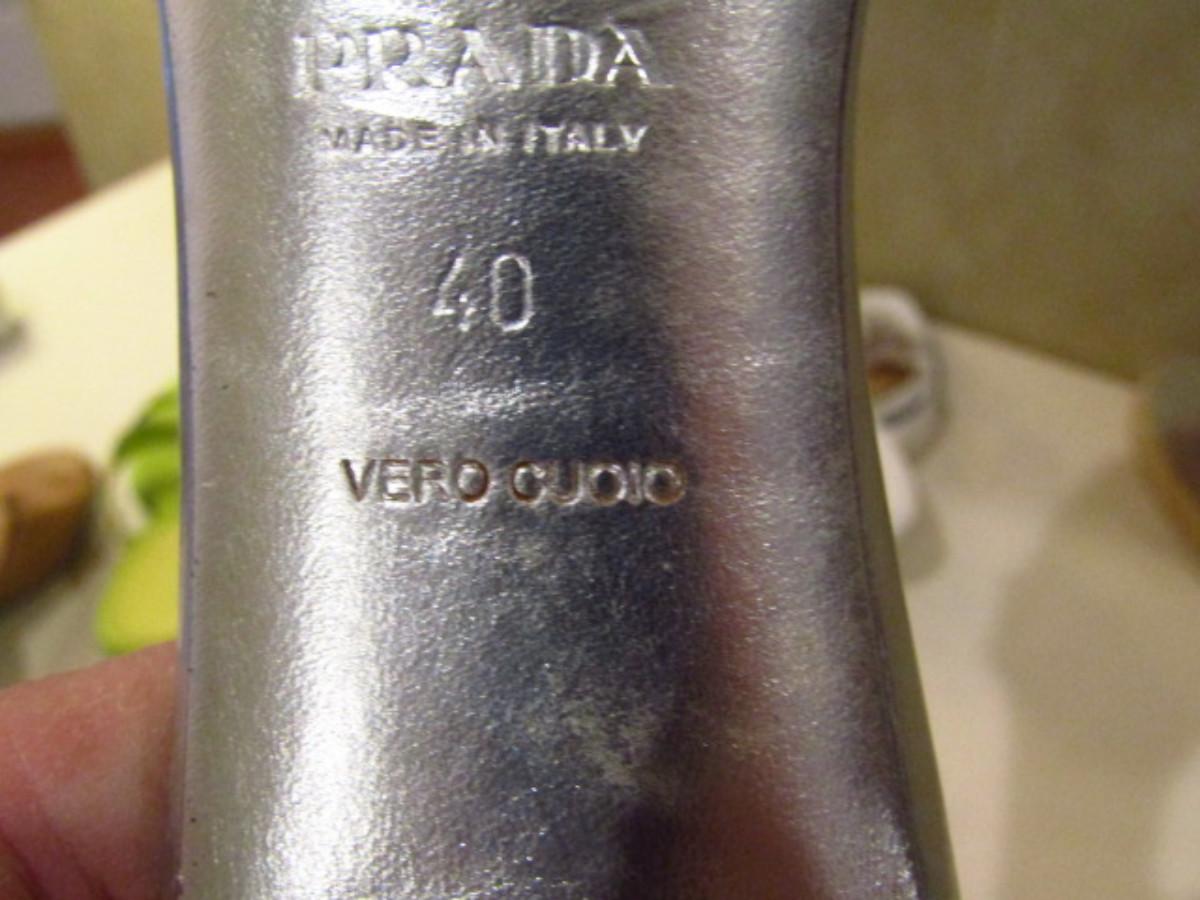 PRADA
MADE IN ITALY
40
VERO CUOIO